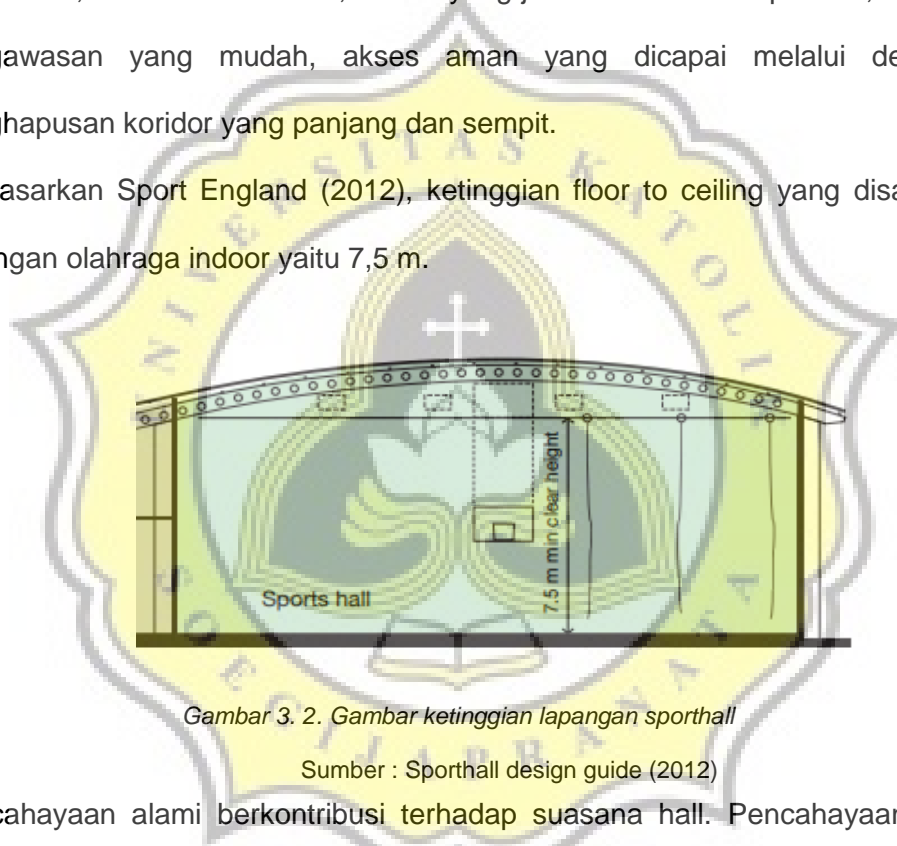 gawasan yang mudah, akses aman yang dicapai melalui de
ghapusan koridor yang panjang dan sempit.
asarkan Sport England (2012), ketinggian floor to ceiling yang disa
ngan olahraga indoor yaitu 7,5 m.
UNIVERSITAS KATOLIK
7.5 m min clear height
Sports hall
SOEGIJAPRANATA
Gambar 3. 2. Gambar ketinggian lapangan sporthall
Sumber : Sporthall design guide (2012)
cahayaan alami berkontribusi terhadap suasana hall. Pencahayaan